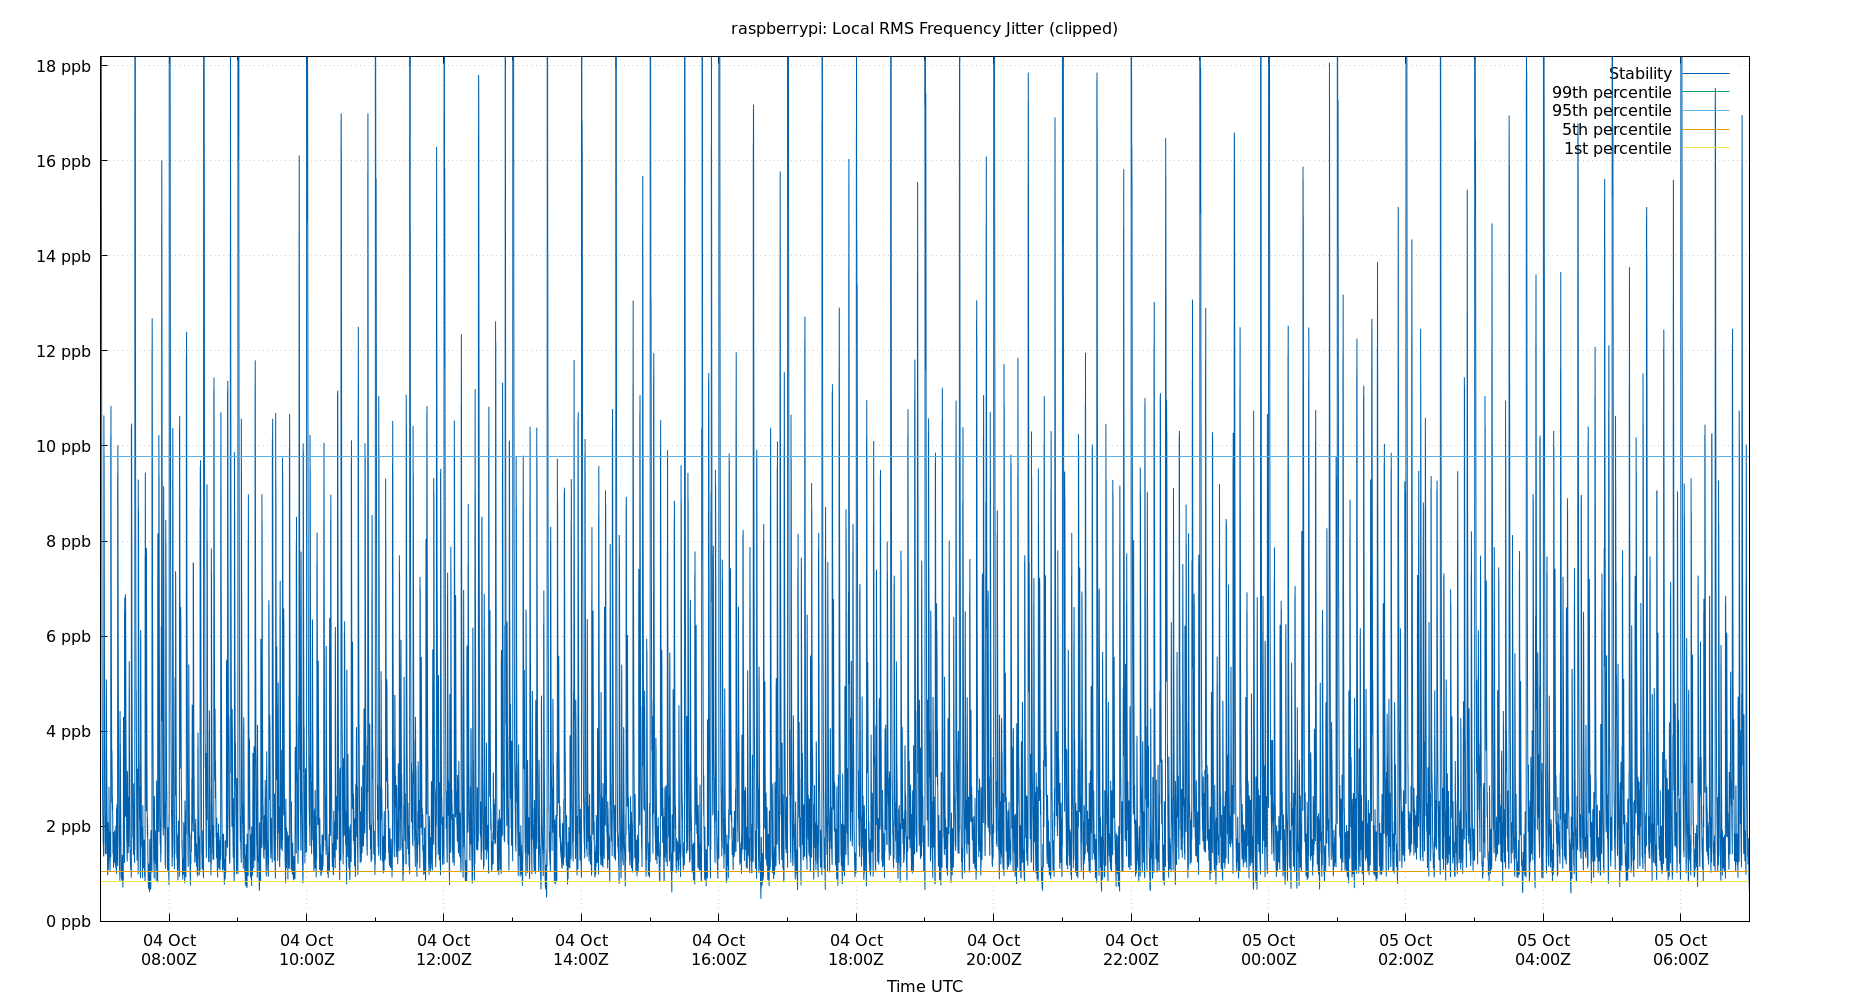 raspberrypi: Local RMS Frequency Jitter (clipped)
18 ppb
16 ppb
14 ppb
12 ppb
10 ppb
8 ppb
6 ppb
4 ppb
2 ppb
0 ppb
Stability
99th percentile
95th percentile
5th percentile
1st percentile
04 Oct 04 Oct 04 Oct 04 Oct 04 Oct 04 Oct 04 Oct 04 Oct 05 Oct 05 Oct 05 Oct 05 Oct
08:00Z 10:00Z 12:00Z 14:00Z 16:00Z 18:00Z 20:00Z 22:00Z 00:00Z 02:00Z 04:00Z 06:00Z
Time UTC